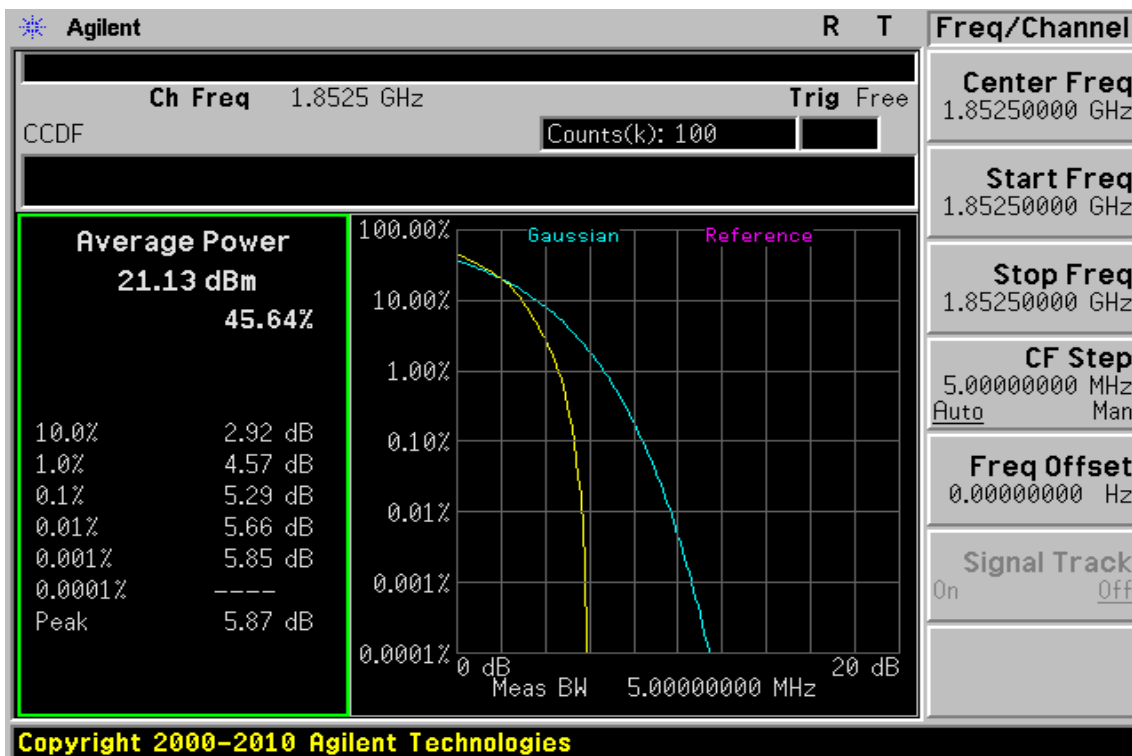 Agilent R T
Ch Freq 1.8525 GHz Trig Free
CCDF Counts(k): 100
Average Power
21.13 dBm
45.64%
10.0% 2.92 dB
1.0% 4.57 dB
0.1% 5.29 dB
0.01% 5.66 dB
0.001% 5.85 dB
0.0001% ----
Peak 5.87 dB
Gaussian Reference
100.00%
10.00%
1.00%
0.10%
0.01%
0.001%
0.0001%
0 dB 20 dB
Meas BW 5.00000000 MHz
Freq/Channel
Center Freq
1.85250000 GHz
Start Freq
1.85250000 GHz
Stop Freq
1.85250000 GHz
CF Step
5.00000000 MHz
Auto Man
Freq Offset
0.00000000 Hz
Signal Track
On Off
Copyright 2000-2010 Agilent Technologies